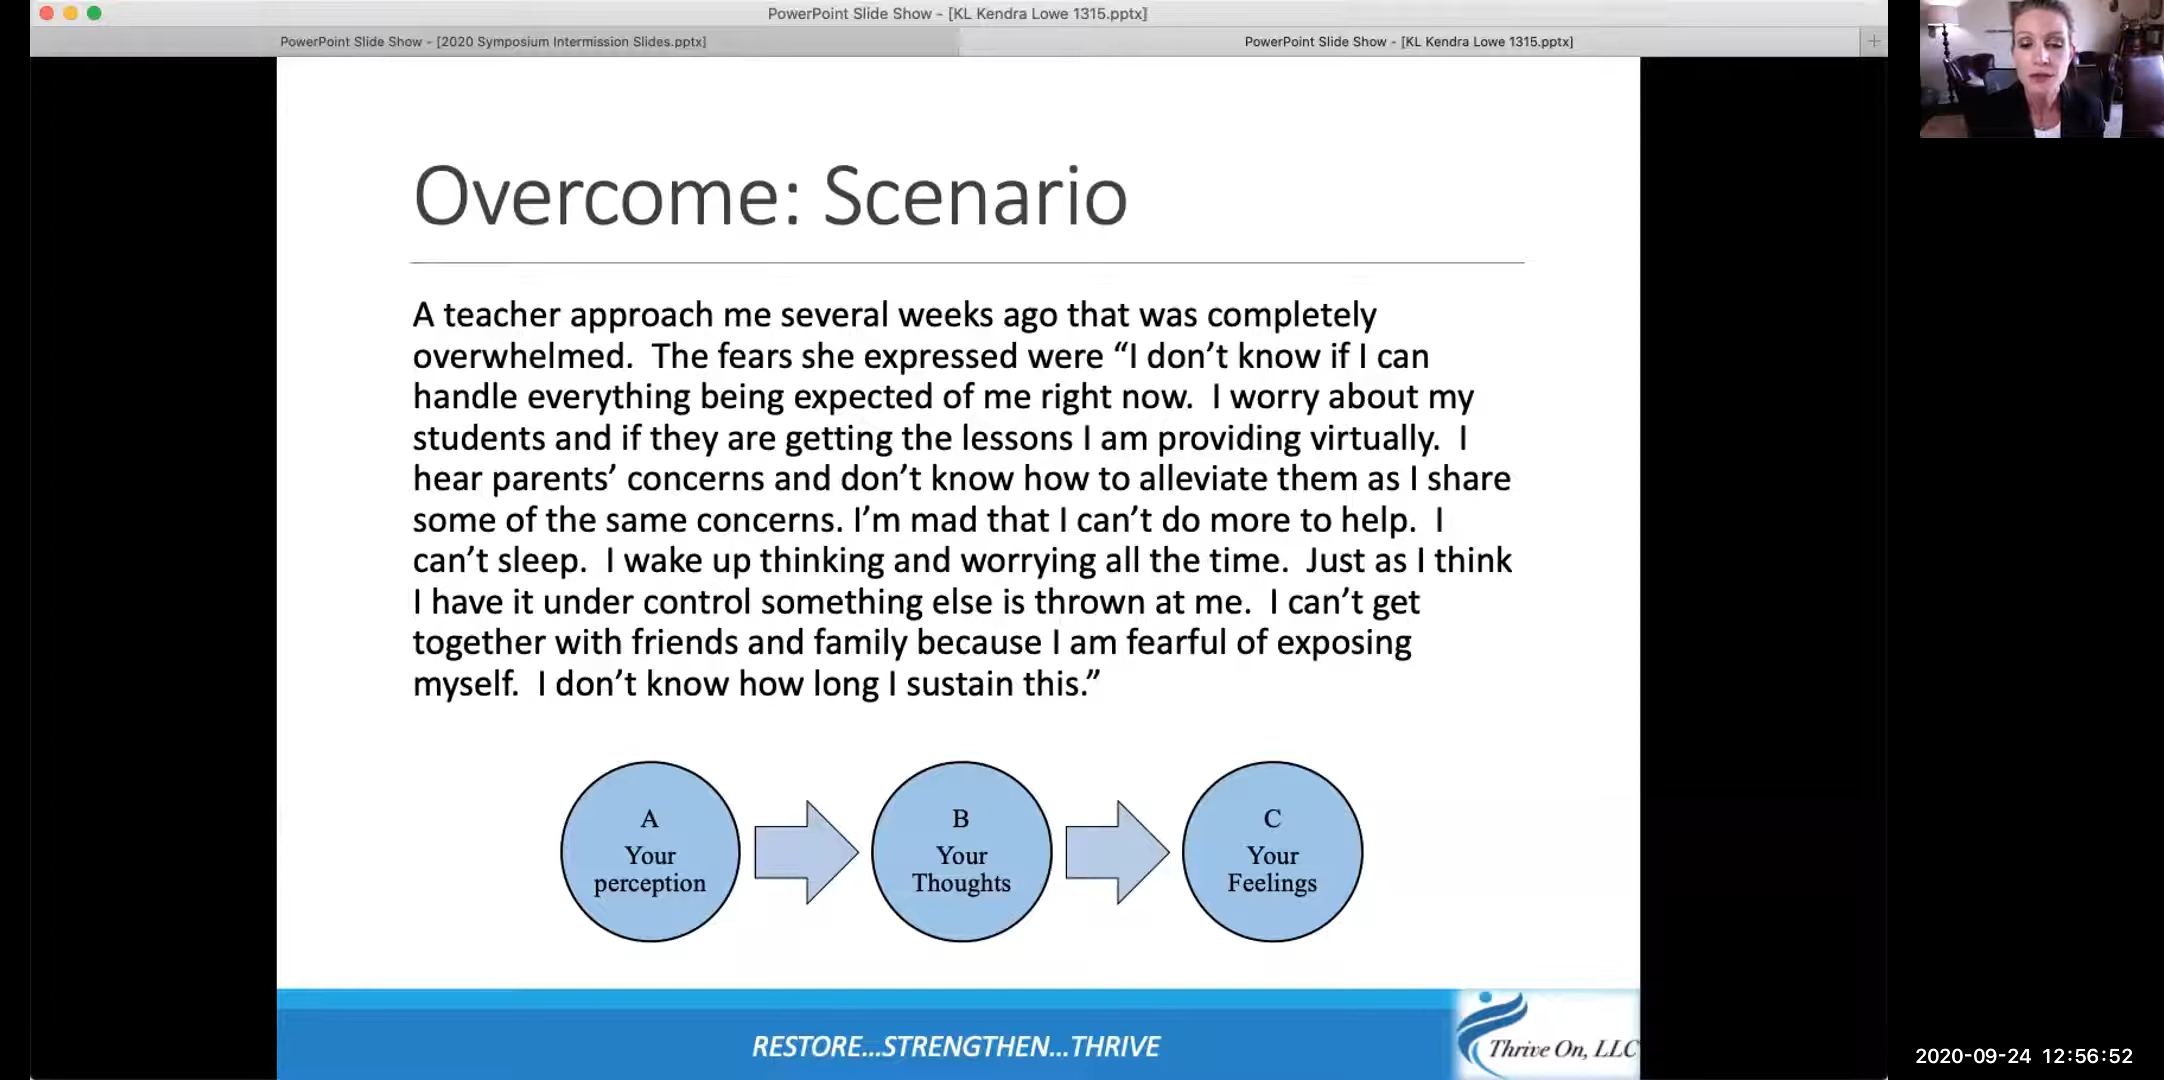 PowerPoint Slide Show - [KL Kendra Lowe 1315.pptx]
PowerPoint Slide Show - [2020 Symposium Intermission Slides.pptx]
PowerPoint Slide Show - [KL Kendra Lowe 1315.pptx]
Overcome: Scenario
A teacher approach me several weeks ago that was completely
overwhelmed.  The fears she expressed were “I don’t know if I can
handle everything being expected of me right now.  I worry about my
students and if they are getting the lessons I am providing virtually.  I
hear parents’ concerns and don’t know how to alleviate them as I share
some of the same concerns. I’m mad that I can’t do more to help.  I
can’t sleep.  I wake up thinking and worrying all the time.  Just as I think
I have it under control something else is thrown at me.  I can’t get
together with friends and family because I am fearful of exposing
myself.  I don’t know how long I sustain this.”
A
Your
perception
B
Your
Thoughts
C
Your
Feelings
RESTORE...STRENGTHEN...THRIVE
Thrive On, LLC
2020-09-24 12:56:52